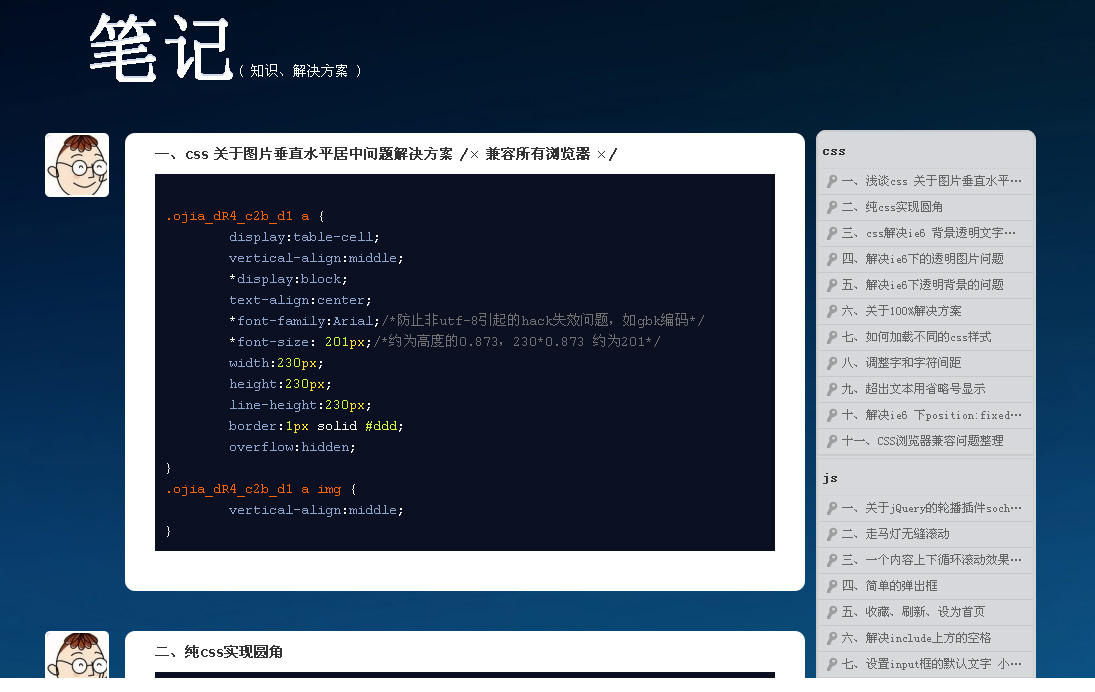 笔记 ( 知识、解决方案 )
一、css 关于图片垂直水平居中问题解决方案 /× 兼容所有浏览器 ×/
.ojia_dR4_c2b_d1 a {
display:table-cell;
vertical-align:middle;
*display:block;
text-align:center;
*font-family:Arial;/*防止非utf-8引起的hack失效问题，如gbk编码*/
*font-size: 201px;/*约为高度的0.873，230*0.873 约为201*/
width:230px;
height:230px;
line-height:230px;
border:1px solid #ddd;
overflow:hidden;
}
.ojia_dR4_c2b_d1 a img {
vertical-align:middle;
}
二、纯css实现圆角
css
一、浅谈css 关于图片垂直水平…
二、纯css实现圆角
三、css解决ie6 背景透明文字…
四、解决ie6下的透明图片问题
五、解决ie6下透明背景的问题
六、关于100%解决方案
七、如何加载不同的css样式
八、调整字和字符间距
九、超出文本用省略号显示
十、解决ie6 下position:fixed…
十一、CSS浏览器兼容问题整理
js
一、关于jQuery的轮播插件soch…
二、走马灯无缝滚动
三、一个内容上下循环滚动效果…
四、简单的弹出框
五、收藏、刷新、设为首页
六、解决include上方的空格
七、设置input框的默认文字 小…